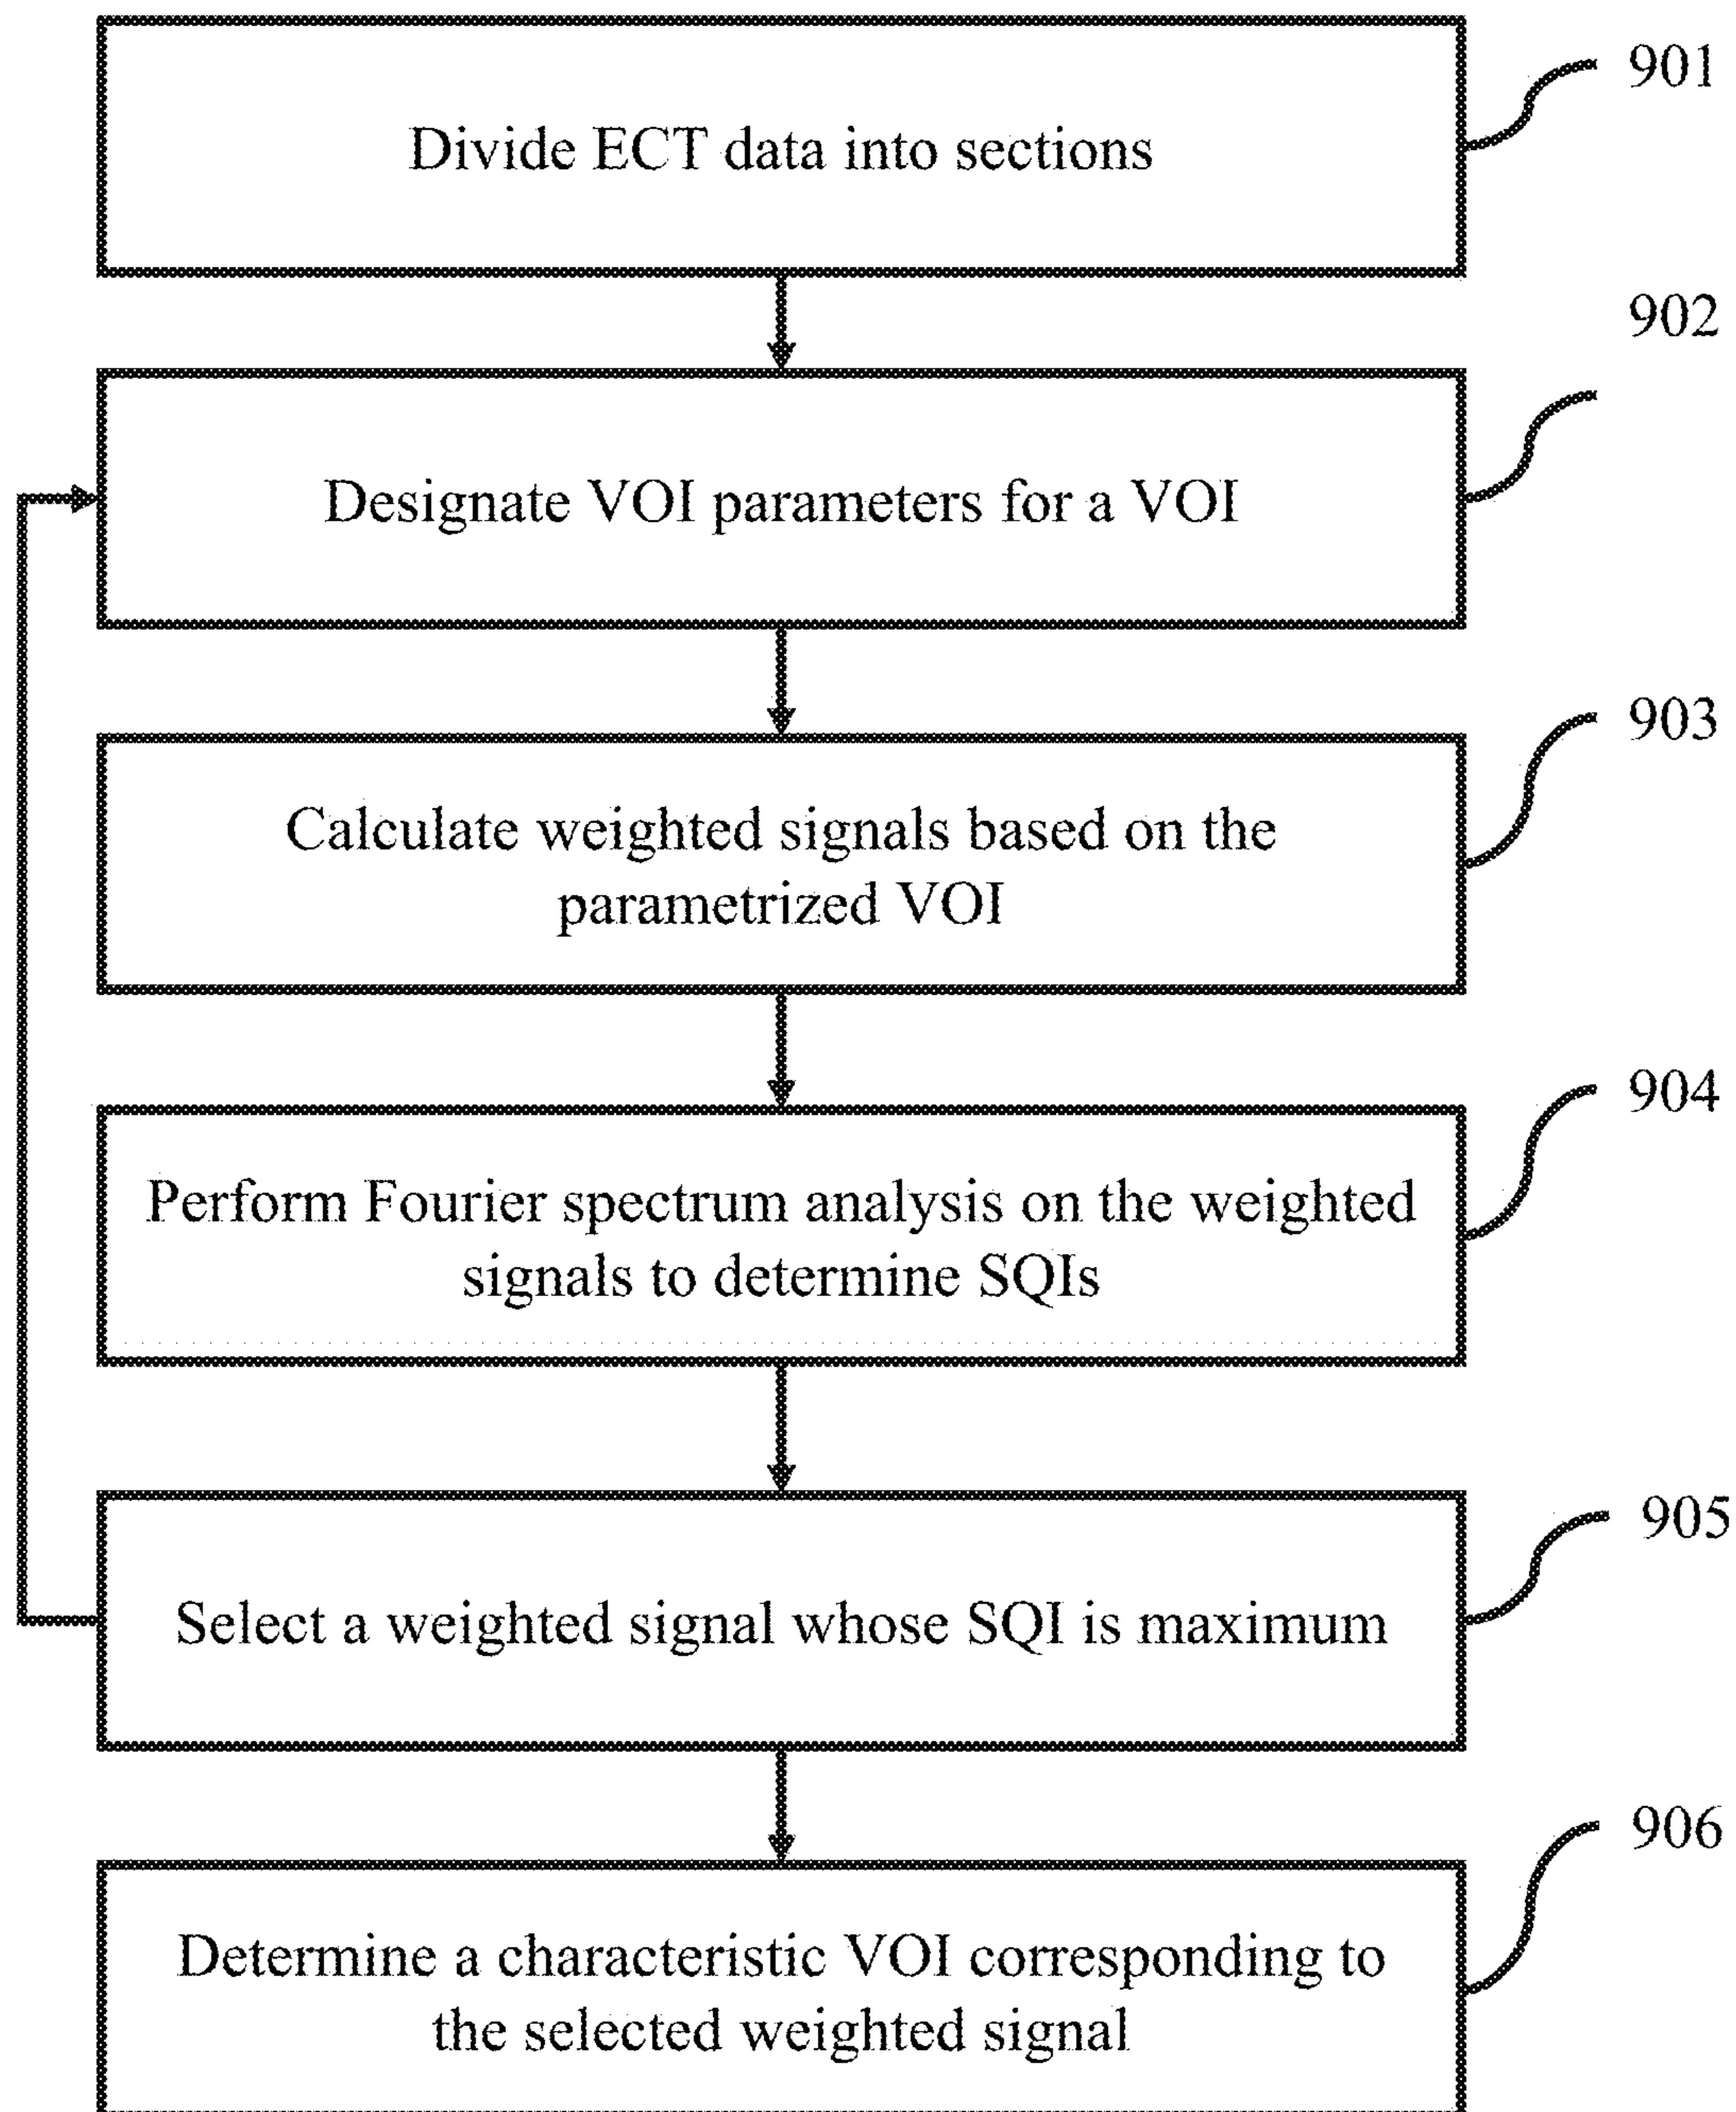 901
Divide ECT data into sections
902
Designate VOI parameters for a VOI
903
Calculate weighted signals based on the
parametrized VOI
904
Perform Fourier spectrum analysis on the weighted
signals to determine SQIs
905
Select a weighted signal whose SQI is maximum
906
Determine a characteristic VOI corresponding to
the selected weighted signal